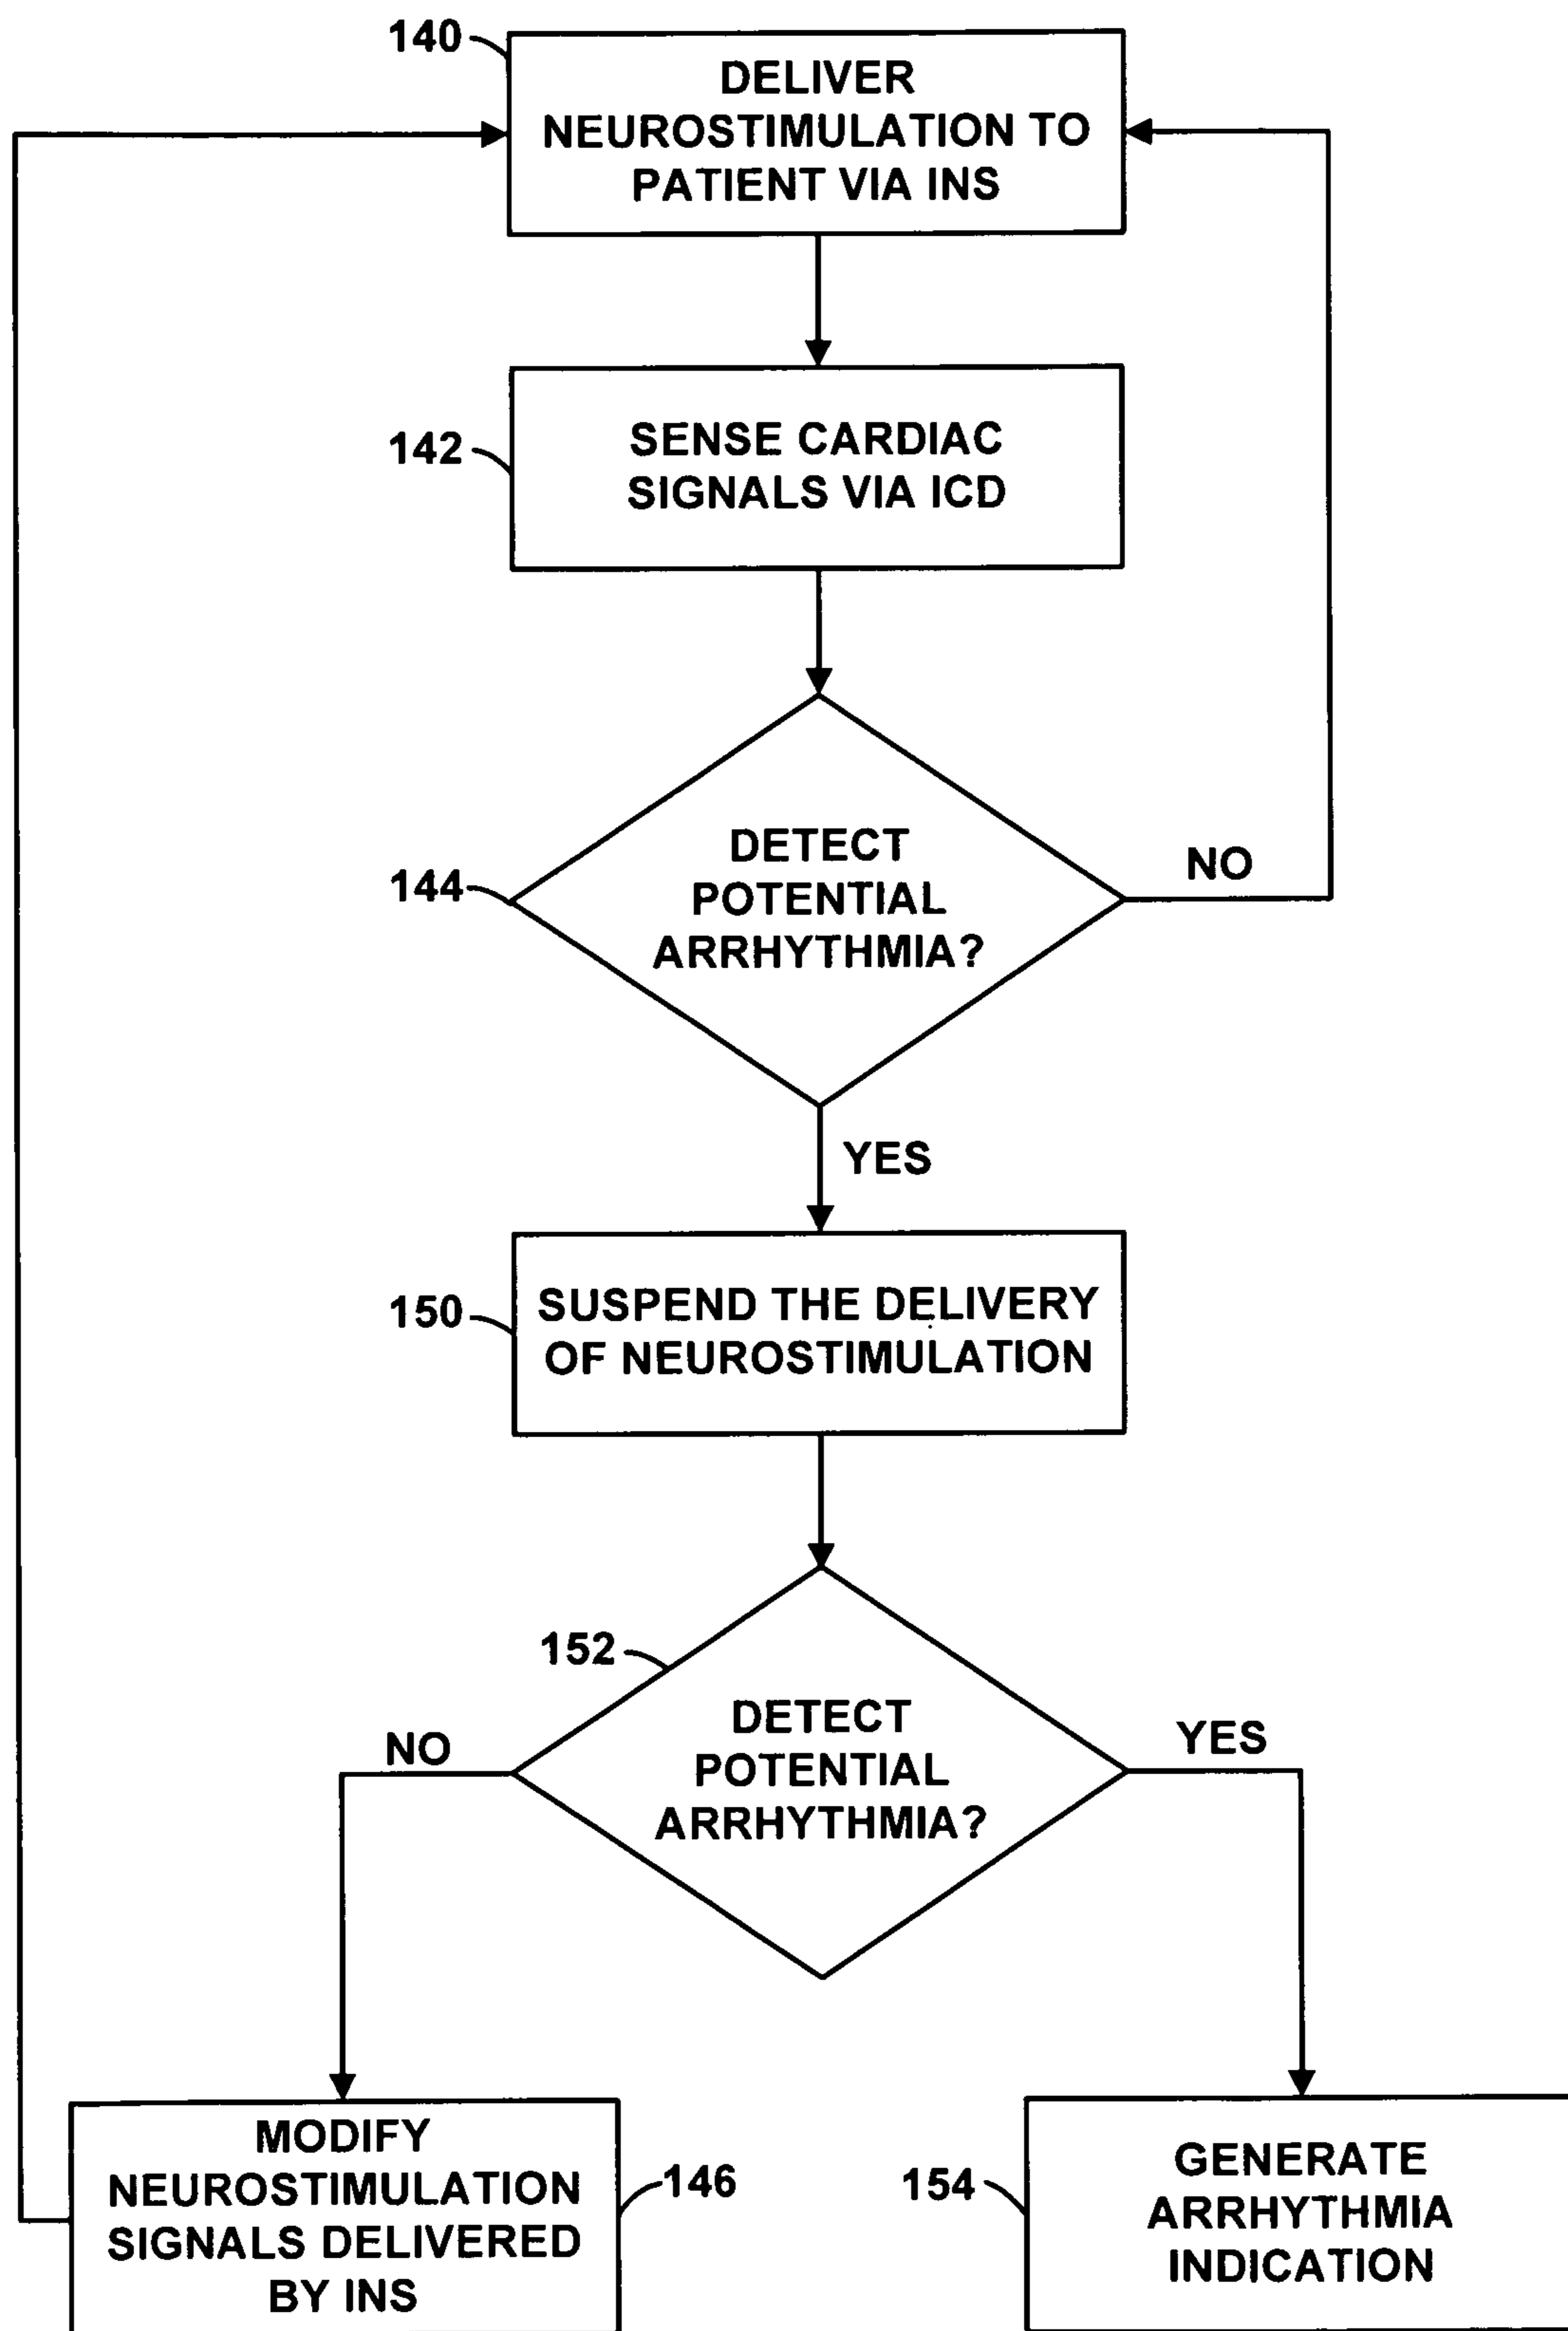 140
DELIVER
NEUROSTIMULATION TO
PATIENT VIA INS
142
SENSE CARDIAC
SIGNALS VIA ICD
144
DETECT
POTENTIAL
ARRHYTHMIA?
NO
YES
150
SUSPEND THE DELIVERY
OF NEUROSTIMULATION
152
DETECT
POTENTIAL
ARRHYTHMIA?
NO
YES
MODIFY
NEUROSTIMULATION
SIGNALS DELIVERED
BY INS
146
154
GENERATE
ARRHYTHMIA
INDICATION